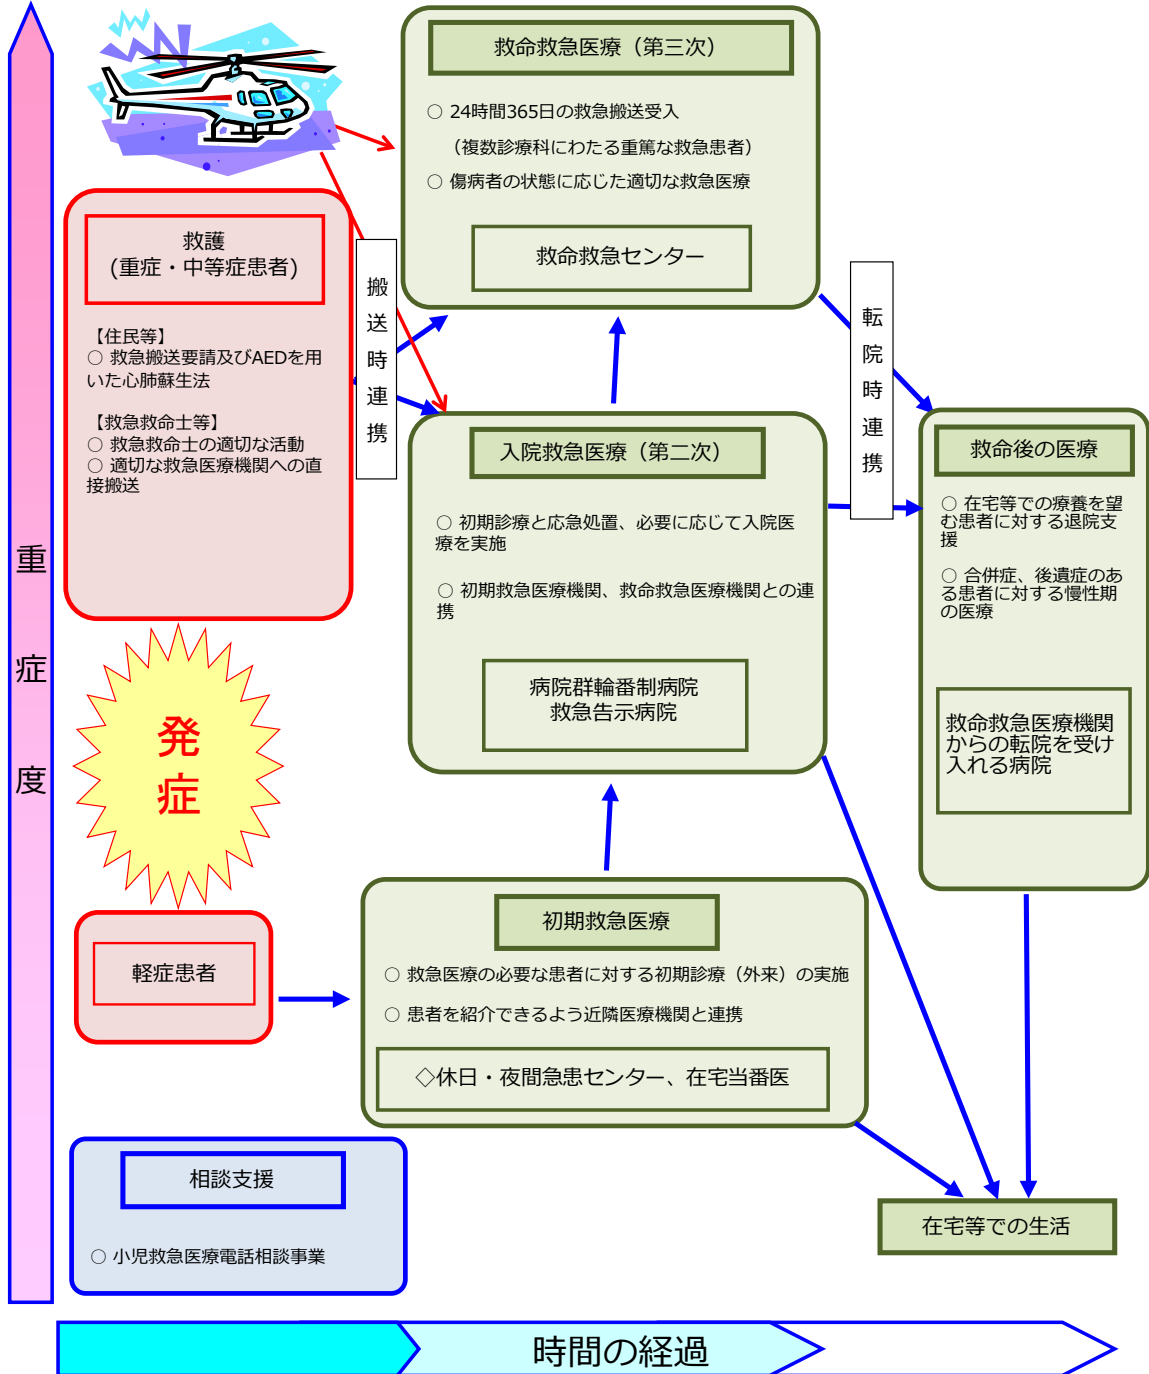 重
症
度
救命救急医療（第三次）
○ 24時間365日の救急搬送受入
（複数診療科にわたる重篤な救急患者）
○ 傷病者の状態に応じた適切な救急医療
救命救急センター
救護
(重症・中等症患者)
【住民等】
○ 救急搬送要請及びAEDを用
いた心肺蘇生法
【救急救命士等】
○ 救急救命士の適切な活動
○ 適切な救急医療機関への直
接搬送
搬
送
時
連
携
転
院
時
連
携
入院救急医療（第二次）
○ 初期診療と応急処置、必要に応じて入院医
療を実施
○ 初期救急医療機関、救命救急医療機関との連
携
病院群輪番制病院
救急告示病院
救命後の医療
○ 在宅等での療養を望
む患者に対する退院支
援
○ 合併症、後遺症のあ
る患者に対する慢性期
の医療
救命救急医療機関
からの転院を受け
入れる病院
発
症
軽症患者
初期救急医療
○ 救急医療の必要な患者に対する初期診療（外来）の実施
○ 患者を紹介できるよう近隣医療機関と連携
◇休日・夜間急患センター、在宅当番医
相談支援
○ 小児救急医療電話相談事業
在宅等での生活
時間の経過